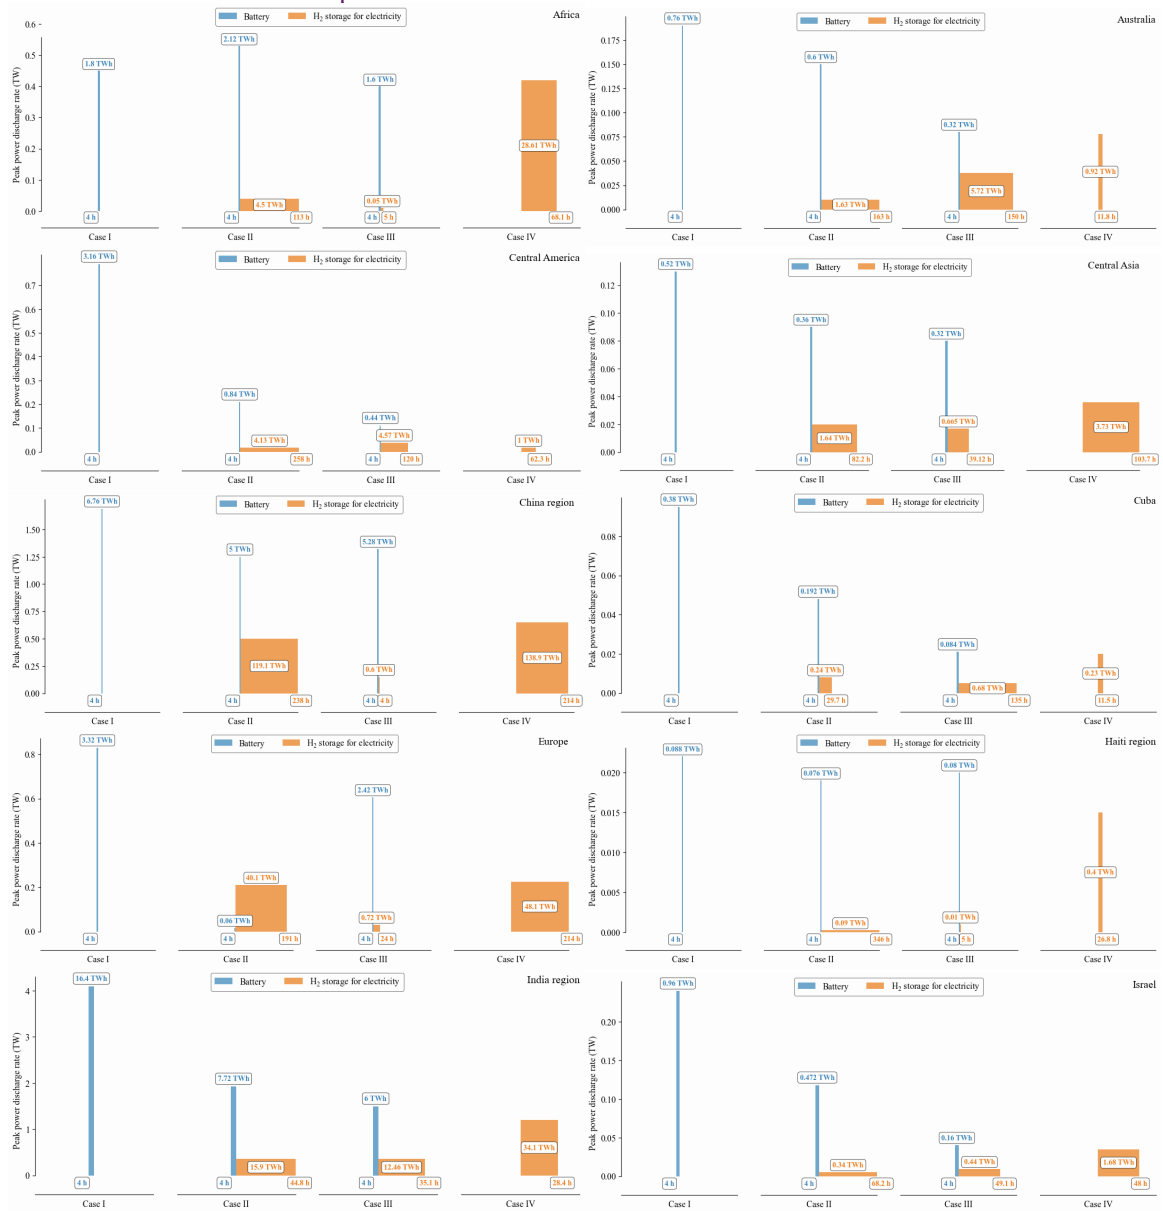 Battery
H2 storage for electricity
Africa
Peak power discharge rate (TW)
0.6
0.5
0.4
0.3
0.2
0.1
0.0
1.8 TWh
2.12 TWh
1.6 TWh
28.61 TWh
4.5 TWh
0.05 TWh
4 h
4 h
113 h
4 h
5 h
68.1 h
Case I
Case II
Case III
Case IV
Battery
H2 storage for electricity
Australia
Peak power discharge rate (TW)
0.175
0.150
0.125
0.100
0.075
0.050
0.025
0.000
0.76 TWh
0.6 TWh
0.32 TWh
0.92 TWh
1.63 TWh
5.72 TWh
4 h
4 h
163 h
4 h
150 h
11.8 h
Case I
Case II
Case III
Case IV
Battery
H2 storage for electricity
Central America
Peak power discharge rate (TW)
0.7
0.6
0.5
0.4
0.3
0.2
0.1
0.0
3.16 TWh
0.84 TWh
4.13 TWh
0.44 TWh
4.57 TWh
1 TWh
4 h
4 h
258 h
4 h
120 h
62.3 h
Case I
Case II
Case III
Case IV
Battery
H2 storage for electricity
Central Asia
Peak power discharge rate (TW)
0.12
0.10
0.08
0.06
0.04
0.02
0.00
0.52 TWh
0.36 TWh
1.64 TWh
0.32 TWh
0.665 TWh
3.73 TWh
4 h
4 h
82.2 h
4 h
39.12 h
103.7 h
Case I
Case II
Case III
Case IV
Battery
H2 storage for electricity
China region
Peak power discharge rate (TW)
1.50
1.25
1.00
0.75
0.50
0.25
0.00
6.76 TWh
5 TWh
119.1 TWh
5.28 TWh
0.6 TWh
138.9 TWh
4 h
4 h
238 h
4 h
4 h
214 h
Case I
Case II
Case III
Case IV
Battery
H2 storage for electricity
Cuba
Peak power discharge rate (TW)
0.08
0.06
0.04
0.02
0.00
0.38 TWh
0.192 TWh
0.24 TWh
0.084 TWh
0.68 TWh
0.23 TWh
4 h
4 h
29.7 h
4 h
135 h
11.5 h
Case I
Case II
Case III
Case IV
Battery
H2 storage for electricity
Europe
Peak power discharge rate (TW)
0.8
0.6
0.4
0.2
0.0
3.32 TWh
0.06 TWh
40.1 TWh
2.42 TWh
0.72 TWh
48.1 TWh
4 h
4 h
191 h
4 h
24 h
214 h
Case I
Case II
Case III
Case IV
Battery
H2 storage for electricity
Haiti region
Peak power discharge rate (TW)
0.020
0.015
0.010
0.005
0.000
0.088 TWh
0.076 TWh
0.09 TWh
0.08 TWh
0.01 TWh
0.4 TWh
4 h
4 h
346 h
4 h
5 h
26.8 h
Case I
Case II
Case III
Case IV
Battery
H2 storage for electricity
India region
Peak power discharge rate (TW)
4
3
2
1
0
16.4 TWh
7.72 TWh
15.9 TWh
6 TWh
12.46 TWh
34.1 TWh
4 h
4 h
44.8 h
4 h
35.1 h
28.4 h
Case I
Case II
Case III
Case IV
Battery
H2 storage for electricity
Israel
Peak power discharge rate (TW)
0.20
0.15
0.10
0.05
0.00
0.96 TWh
0.472 TWh
0.34 TWh
0.16 TWh
0.44 TWh
1.68 TWh
4 h
4 h
68.2 h
4 h
49.1 h
48 h
Case I
Case II
Case III
Case IV